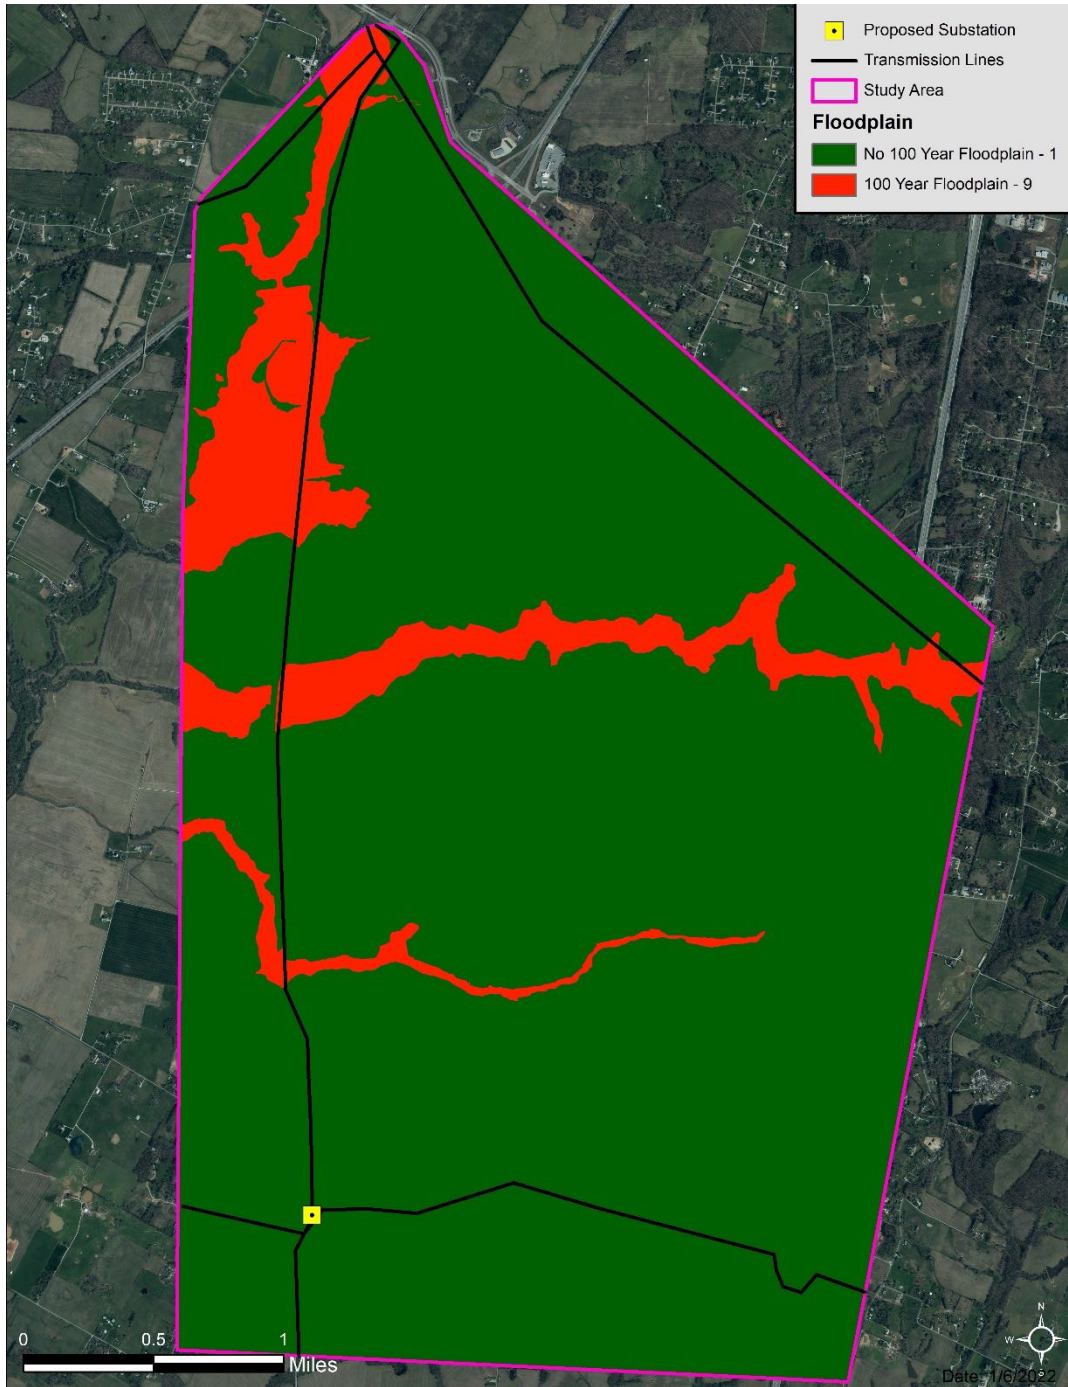 Proposed Substation
Transmission Lines
Study Area
Floodplain
No 100 Year Floodplain - 1
100 Year Floodplain - 9
0 0.5 1
Miles
N
W
S
Date: 1/6/2022